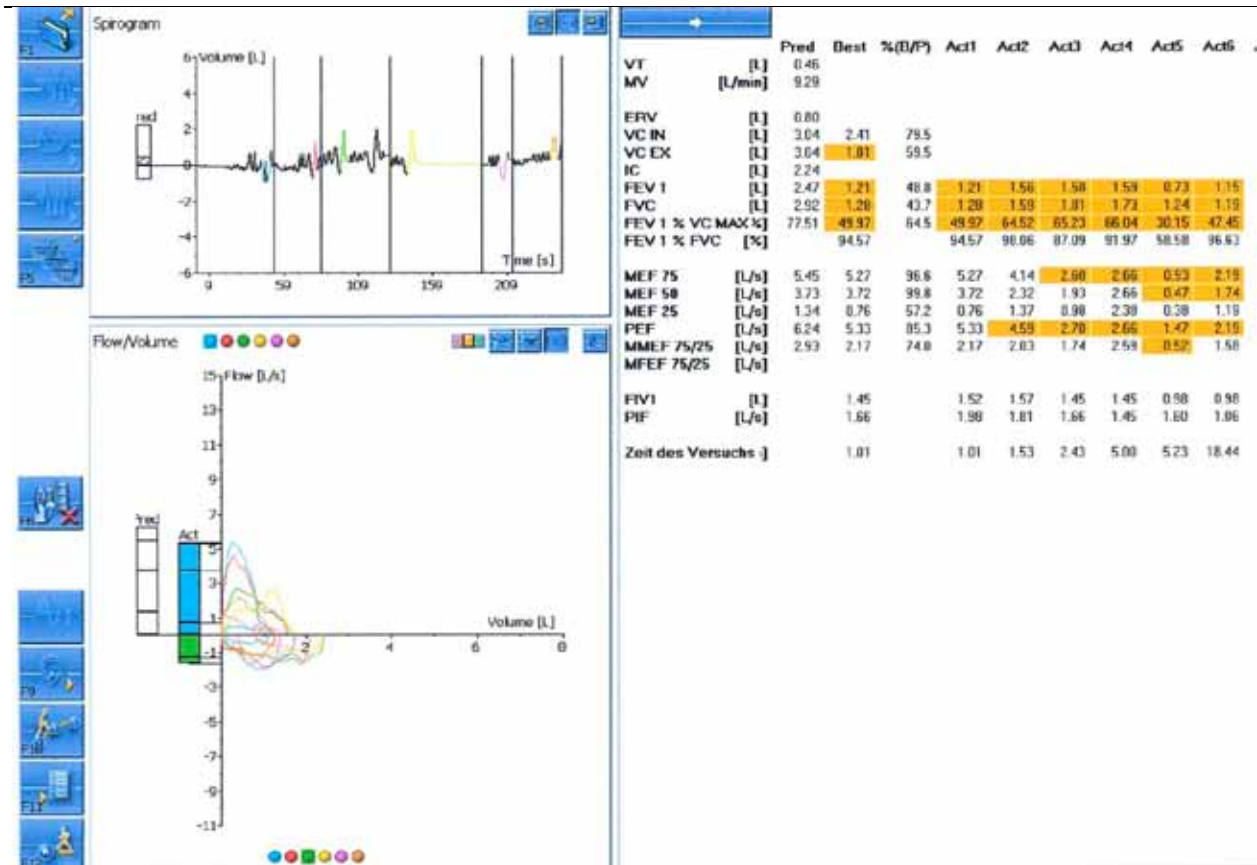 Spirogram
F1
Volume [L]
6
4
2
0
-2
-4
-6
Time [s]
9 59 109 159 209
F5
Flow/Volume
Flow [L/s]
15
13
11
9
7
5
3
1
-1
-3
-5
-7
-9
-11
Act
Volume [L]
2 4 6 8
F9
F10
F11
Pred Best %(B/P) Act1 Act2 Act3 Act4 Act5 Act6
VT [L] 0.46
MV [L/min] 9.29
ERV [L] 0.80
VC IN [L] 3.04 2.41 79.5
VC EX [L] 3.04 1.81 59.5
IC [L] 2.24
FEV 1 [L] 2.47 1.21 48.8 1.21 1.56 1.58 1.59 0.73 1.15
FVC [L] 2.92 1.28 43.7 1.28 1.59 1.81 1.73 1.24 1.19
FEV 1 % VC MAX %] 77.51 49.97 64.5 49.97 64.52 65.23 66.04 30.15 47.45
FEV 1 % FVC [%] 94.57 94.57 98.06 87.09 91.97 58.58 96.63
MEF 75 [L/s] 5.45 5.27 96.6 5.27 4.14 2.60 2.66 0.93 2.19
MEF 50 [L/s] 3.73 3.72 99.8 3.72 2.32 1.93 2.66 0.47 1.74
MEF 25 [L/s] 1.34 0.76 57.2 0.76 1.37 0.98 2.38 0.38 1.19
PEF [L/s] 6.24 5.33 85.3 5.33 4.59 2.70 2.66 1.47 2.19
MMEF 75/25 [L/s] 2.93 2.17 74.0 2.17 2.03 1.74 2.59 0.52 1.58
MFEF 75/25 [L/s]
FIV1 [L] 1.45 1.52 1.57 1.45 1.45 0.98 0.98
PIF [L/s] 1.66 1.98 1.81 1.66 1.45 1.60 1.06
Zeit des Versuchs :] 1.01 1.01 1.53 2.43 5.00 5.23 18.44